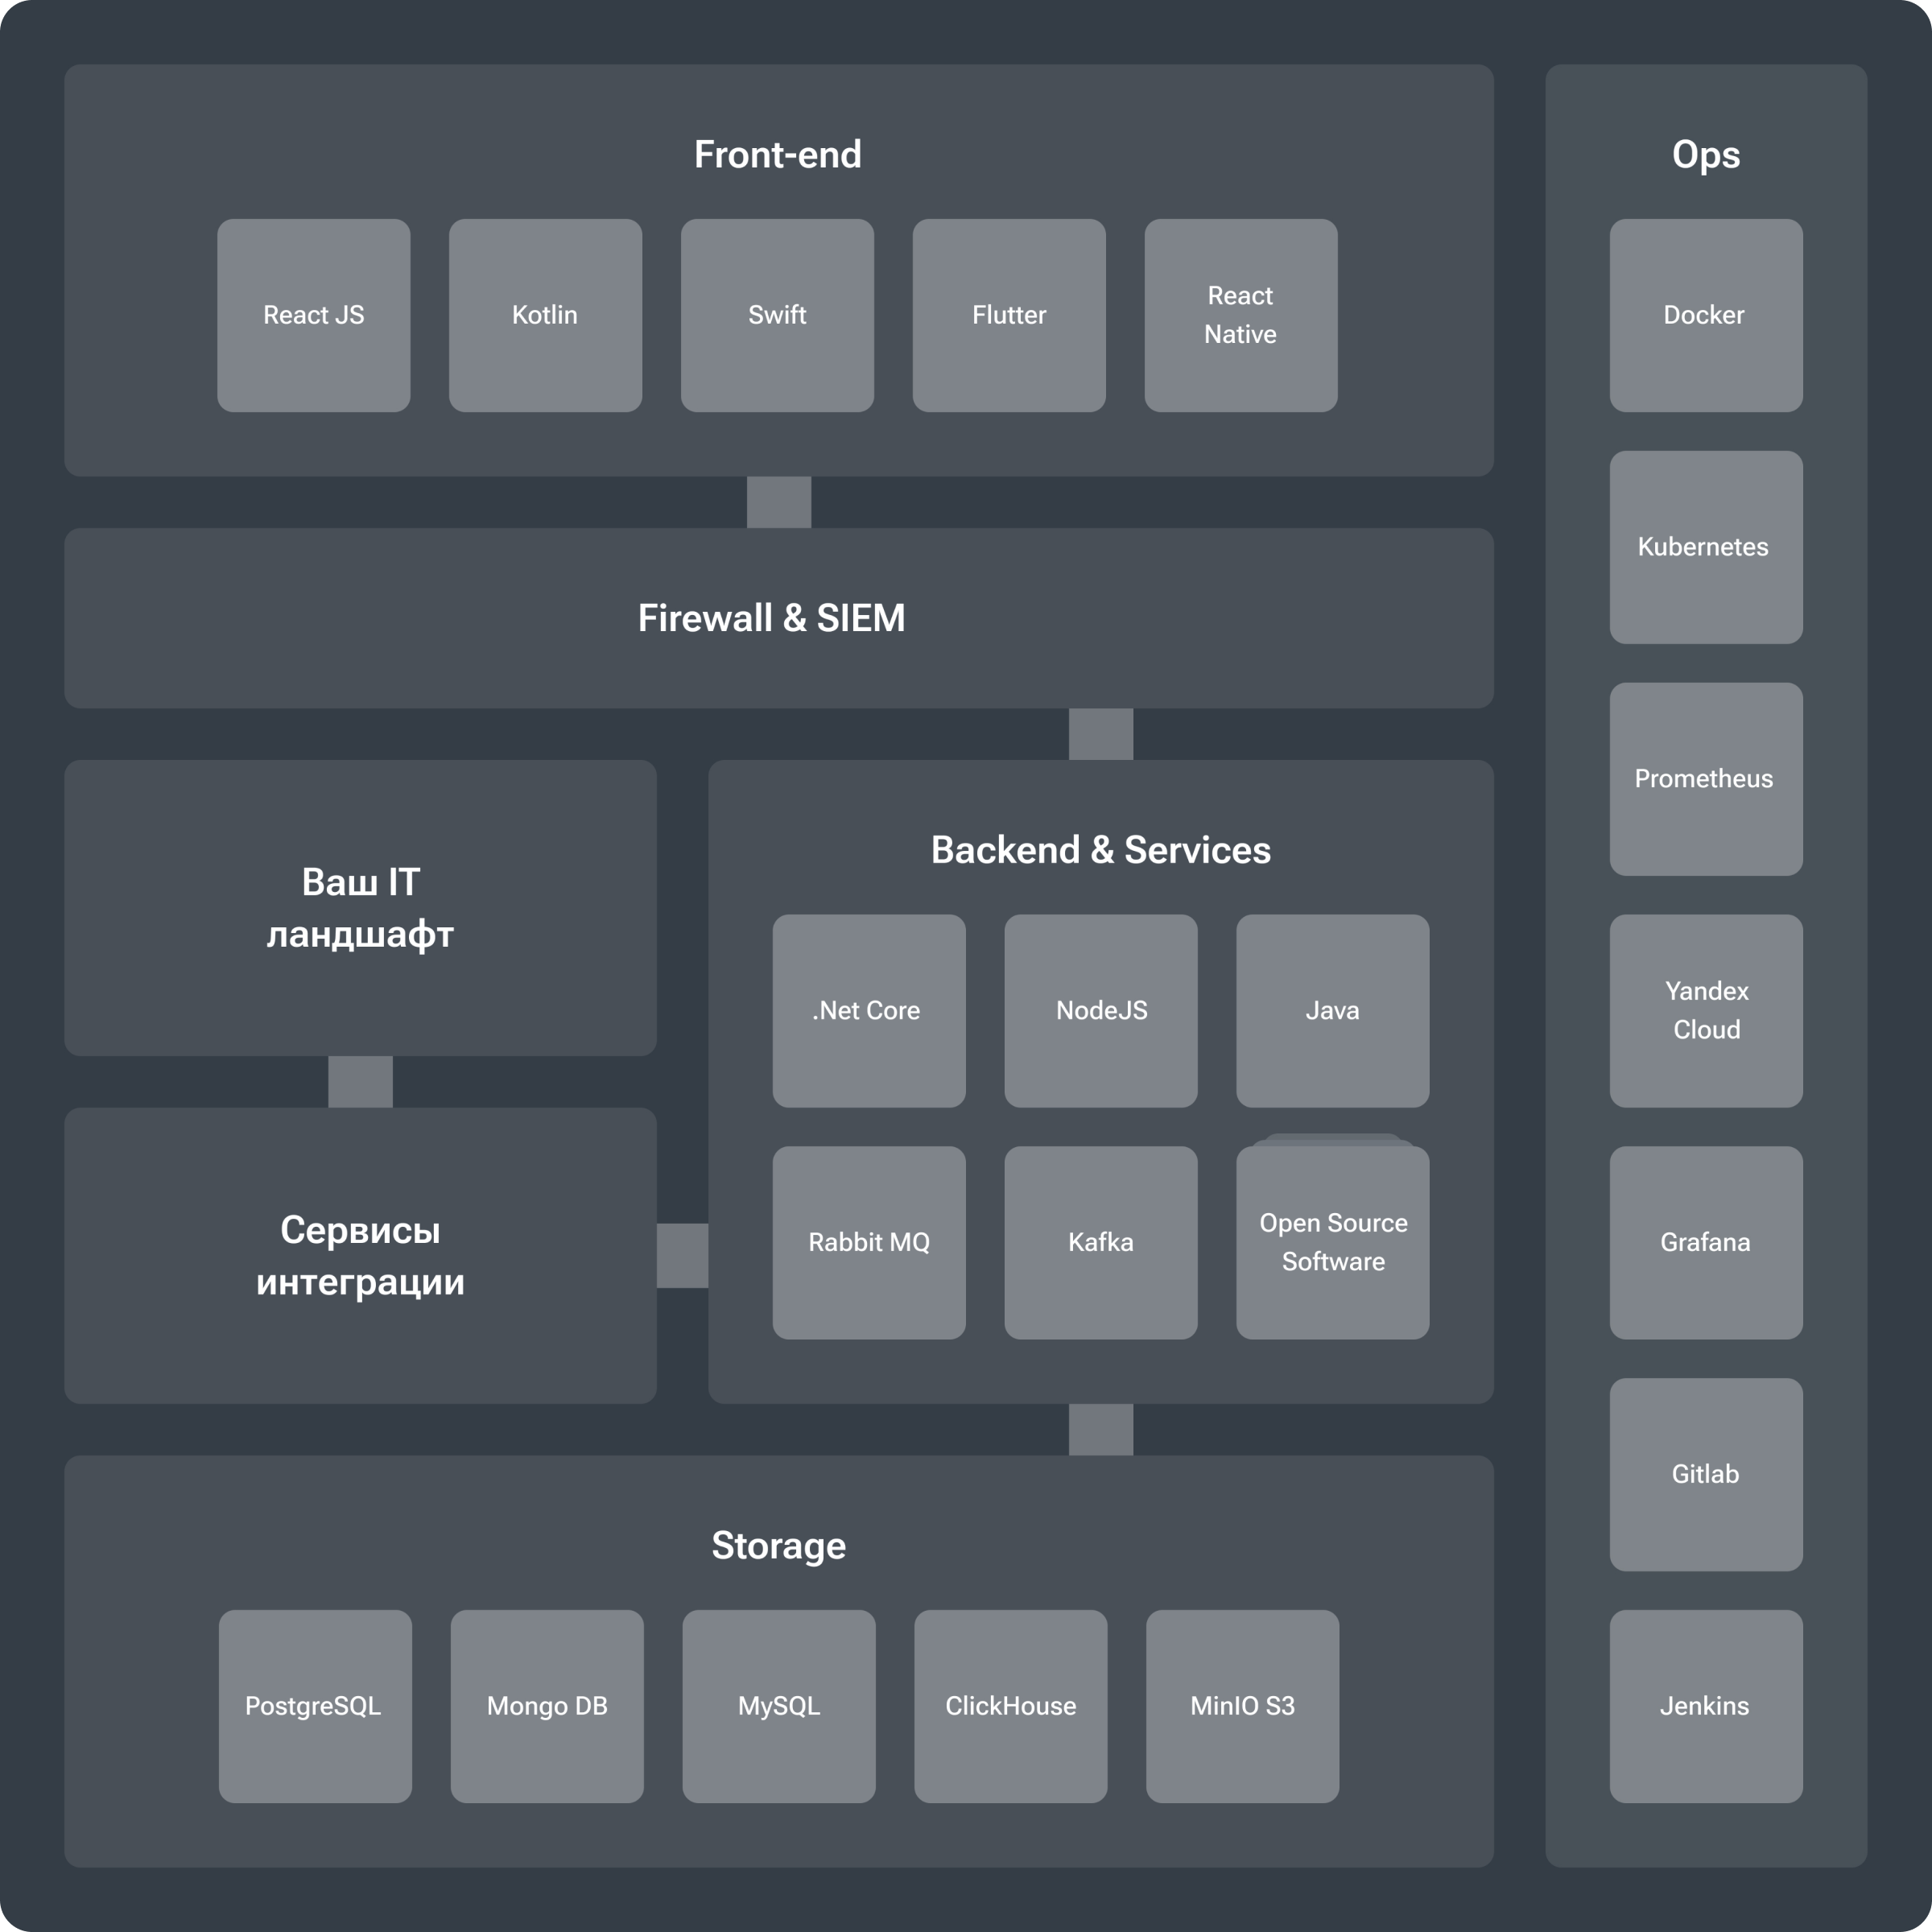 Front-end
React JS
Kotlin
Swift
Flutter
React
Native
Firewall & SIEM
Ваш IT
ландшафт
Сервисы
интеграции
Backend & Services
.Net Core
NodeJS
Java
Rabbit MQ
Kafka
Open Source
Software
Storage
PostgreSQL
Mongo DB
MySQL
ClickHouse
MinIO S3
Ops
Docker
Kubernetes
Prometheus
Yandex
Cloud
Grafana
Gitlab
Jenkins